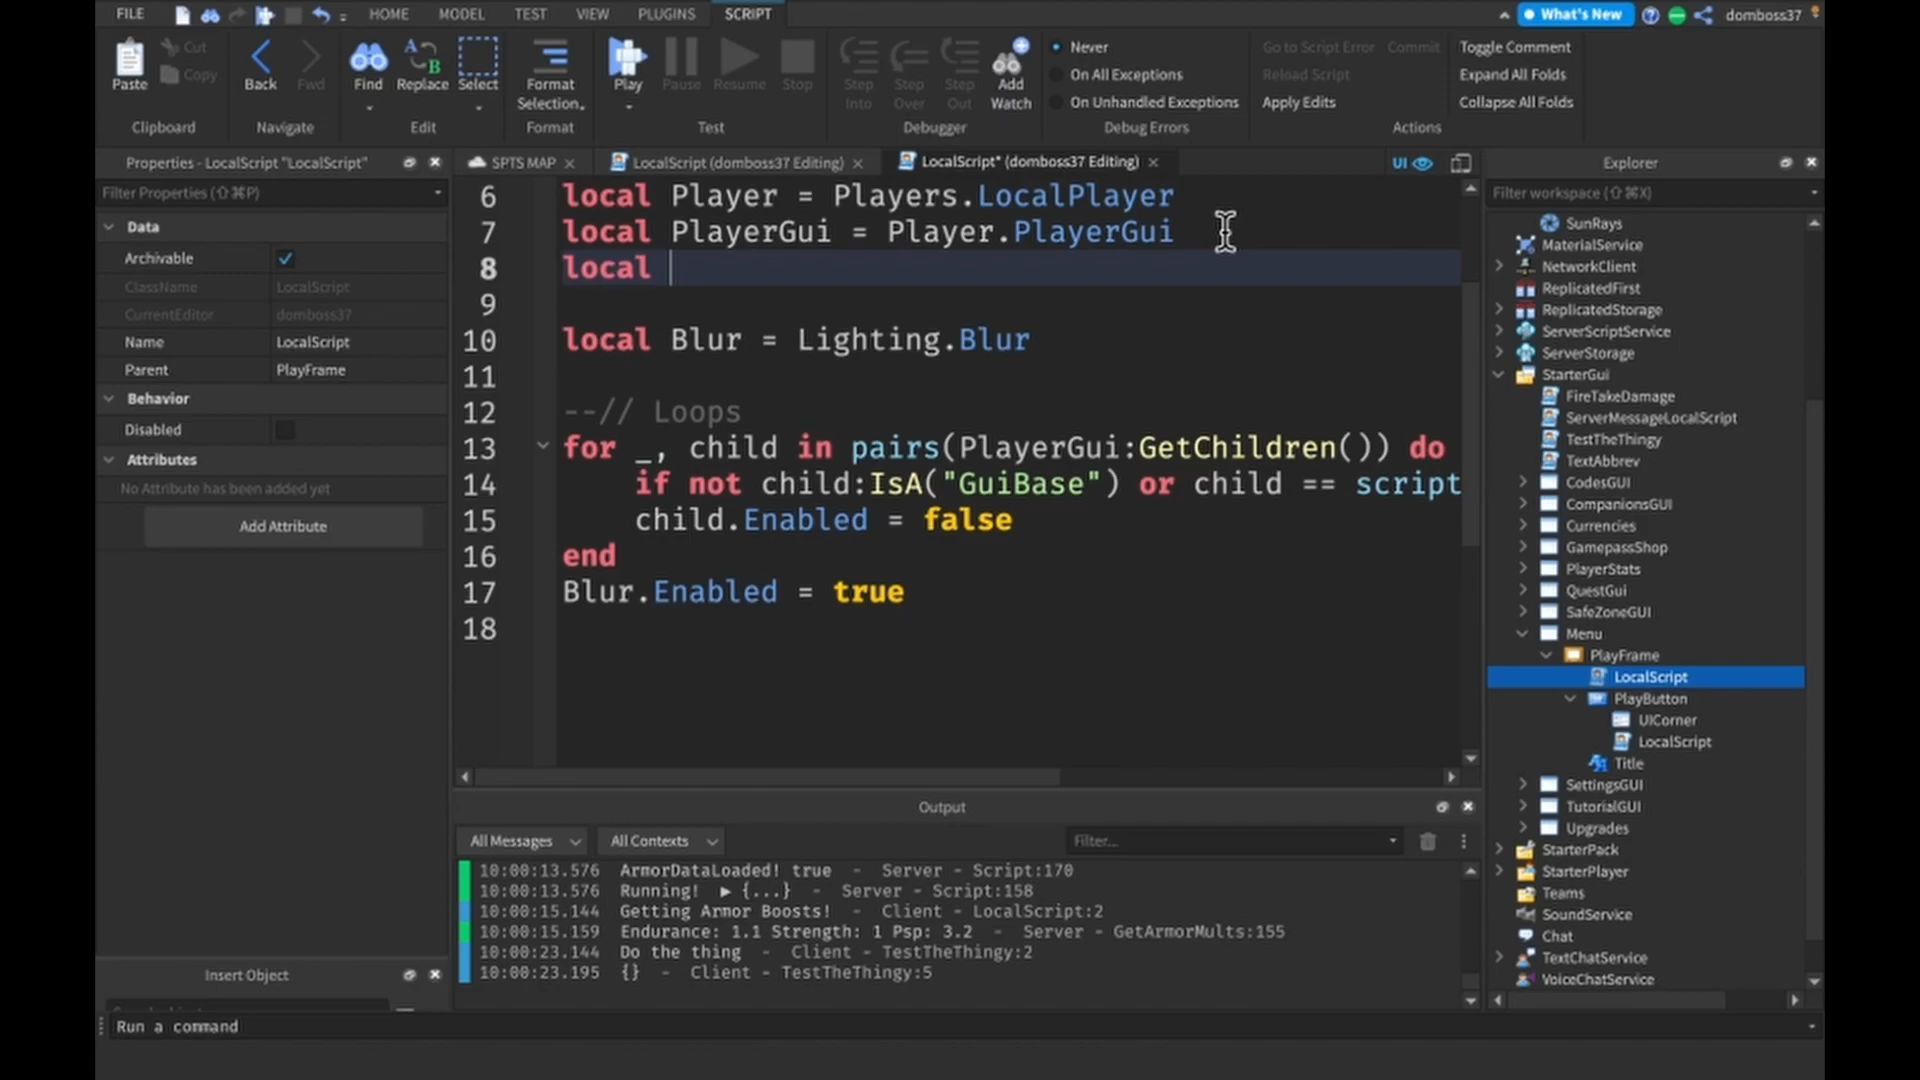 FILE HOME MODEL TEST VIEW PLUGINS SCRIPT What's New domboss37
Paste Cut Copy Back Fwd Find Replace Select Format Selection Play Pause Resume Stop Step Into Step Over Step Out Add Watch
Clipboard Navigate Edit Format Test Debugger
Never
On All Exceptions
On Unhandled Exceptions
Debug Errors
Go to Script Error Commit
Reload Script
Apply Edits
Toggle Comment
Expand All Folds
Collapse All Folds
Actions
Properties - LocalScript "LocalScript"
Filter Properties (⇧⌘P)
Data
Archivable
ClassName LocalScript
CurrentEditor domboss37
Name LocalScript
Parent PlayFrame
Behavior
Disabled
Attributes
No Attribute has been added yet
Add Attribute
Insert Object
SPTS MAP LocalScript (domboss37 Editing) LocalScript* (domboss37 Editing) UI
6 local Player = Players.LocalPlayer
7 local PlayerGui = Player.PlayerGui
8 local
9
10 local Blur = Lighting.Blur
11
12 --// Loops
13 for _, child in pairs(PlayerGui:GetChildren()) do
14 if not child:IsA("GuiBase") or child == script
15 child.Enabled = false
16 end
17 Blur.Enabled = true
18
Output
All Messages All Contexts Filter...
10:00:13.576 ArmorDataLoaded! true - Server - Script:170
10:00:13.576 Running! ▶ {...} - Server - Script:158
10:00:15.144 Getting Armor Boosts! - Client - LocalScript:2
10:00:15.159 Endurance: 1.1 Strength: 1 Psp: 3.2 - Server - GetArmorMults:155
10:00:23.144 Do the thing - Client - TestTheThingy:2
10:00:23.195 {} - Client - TestTheThingy:5
Explorer
Filter workspace (⇧⌘X)
SunRays
MaterialService
NetworkClient
ReplicatedFirst
ReplicatedStorage
ServerScriptService
ServerStorage
StarterGui
FireTakeDamage
ServerMessageLocalScript
TestTheThingy
TextAbbrev
CodesGUI
CompanionsGUI
Currencies
GamepassShop
PlayerStats
QuestGui
SafeZoneGUI
Menu
PlayFrame
LocalScript
PlayButton
UICorner
LocalScript
Title
SettingsGUI
TutorialGUI
Upgrades
StarterPack
StarterPlayer
Teams
SoundService
Chat
TextChatService
VoiceChatService
Run a command